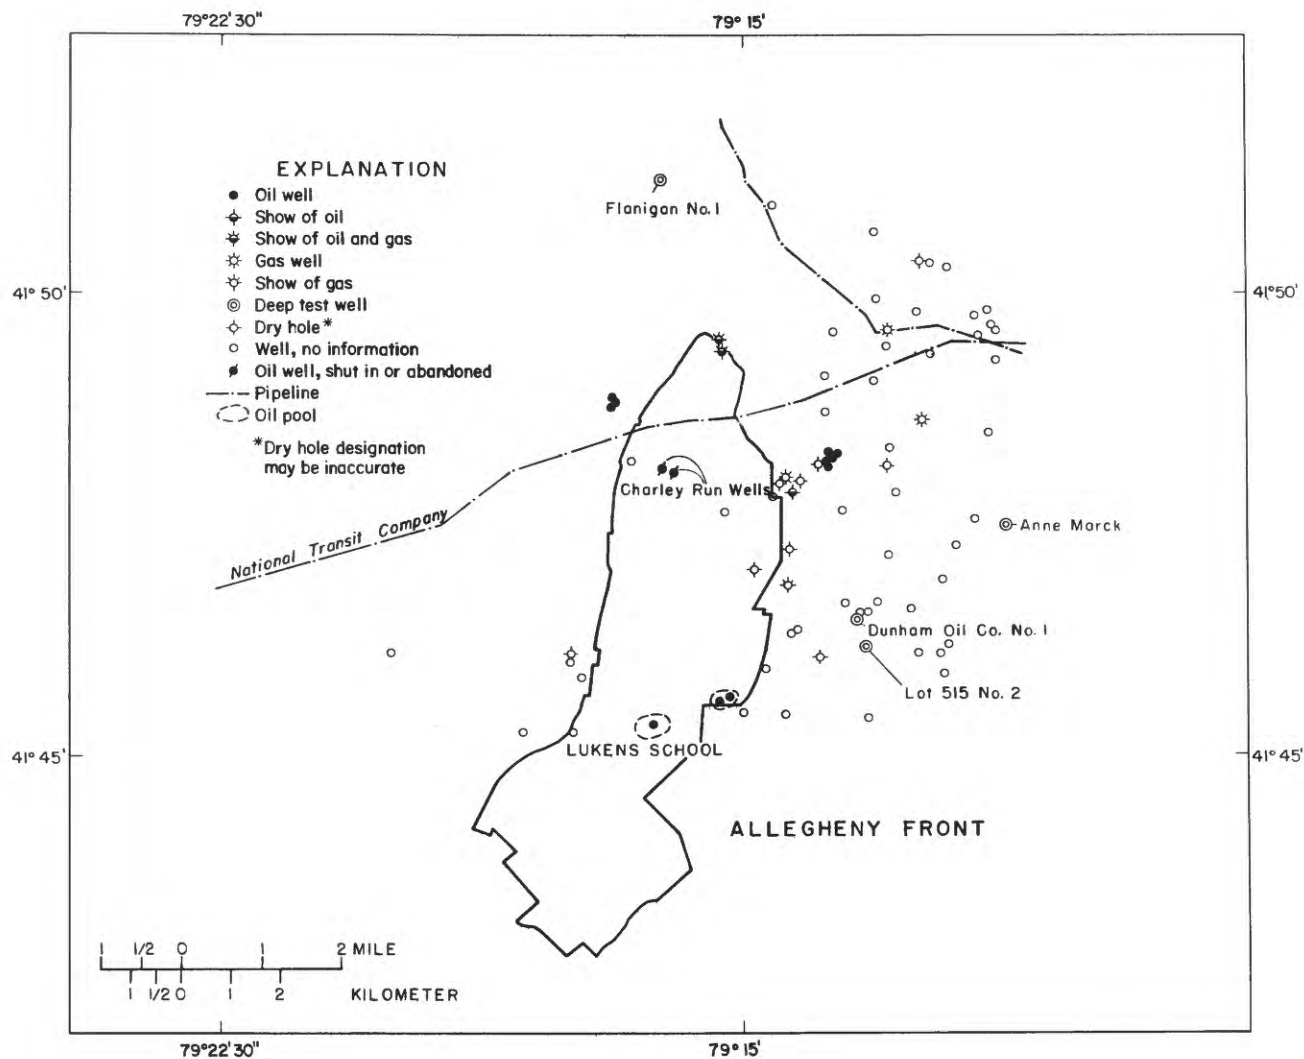 79° 22' 30"
79° 15'
EXPLANATION
Oil well
Show of oil
Show of oil and gas
Gas well
Show of gas
Deep test well
Dry hole*
Well, no information
Oil well, shut in or abandoned
Pipeline
Oil pool
*Dry hole designation
may be inaccurate
Flanigan No. 1
41° 50'
41° 50'
Charley Run Wells
National Transit Company
Anne Marck
Dunham Oil Co. No. 1
Lot 515 No. 2
LUKENS SCHOOL
41° 45'
41° 45'
ALLEGHENY FRONT
1 1/2 0 1 2 MILE
1 1/2 0 1 2 KILOMETER
79° 22' 30"
79° 15'